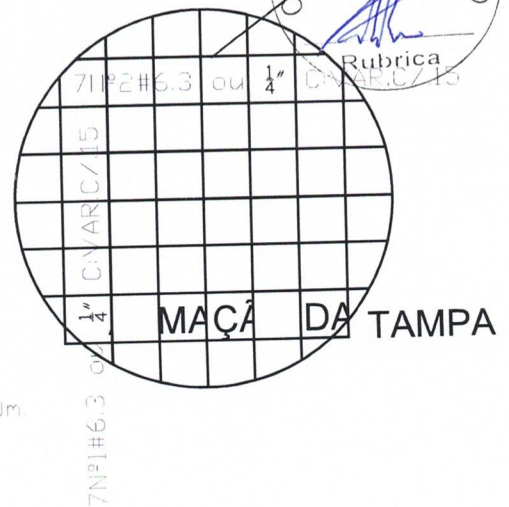 Rubrica
7Nº2#6.3 ou 1/4" C.VAR.C/15
7Nº1#6.3 ou 1/4" C.VAR.C/15
MAÇÃ DA TAMPA